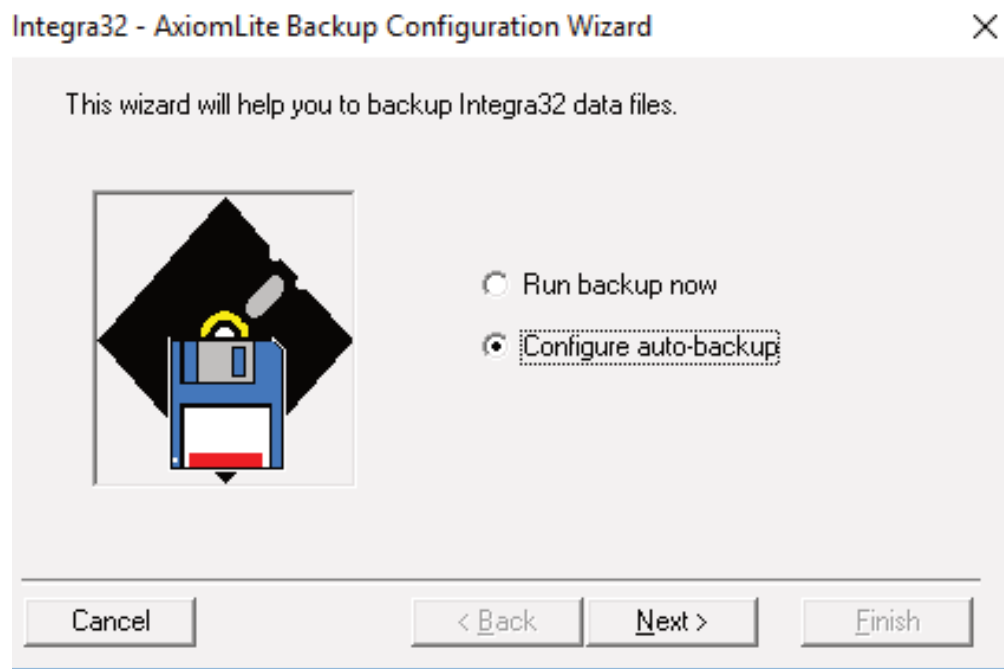 Integra32 - AxiomLite Backup Configuration Wizard
This wizard will help you to backup Integra32 data files.
Run backup now
Configure auto-backup
Cancel
< Back
Next >
Finish